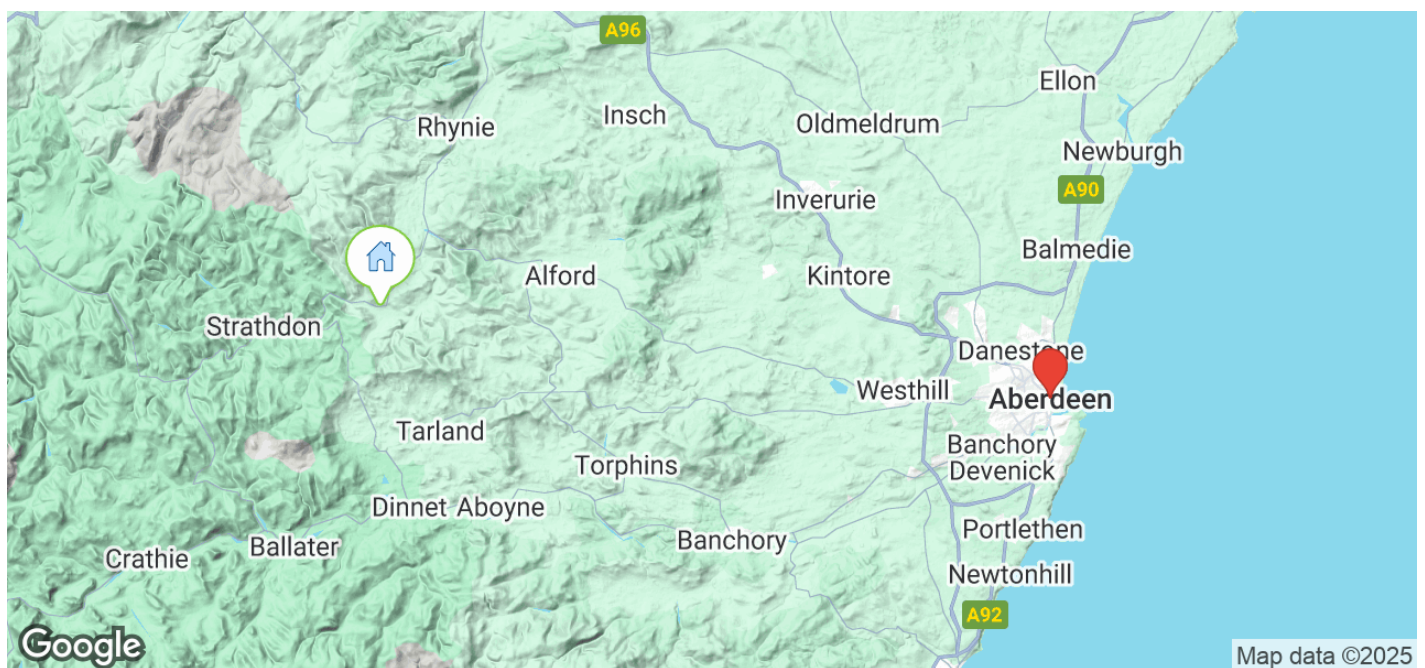 A96
Ellon
Rhynie
Insch
Oldmeldrum
Newburgh
A90
Inverurie
Balmedie
Alford
Kintore
Strathdon
Danestone
Westhill
Aberdeen
Tarland
Banchory
Devenick
Torphins
Dinnet Aboyne
Portlethen
Banchory
Ballater
Crathie
Newtonhill
A92
Google
Map data ©2025